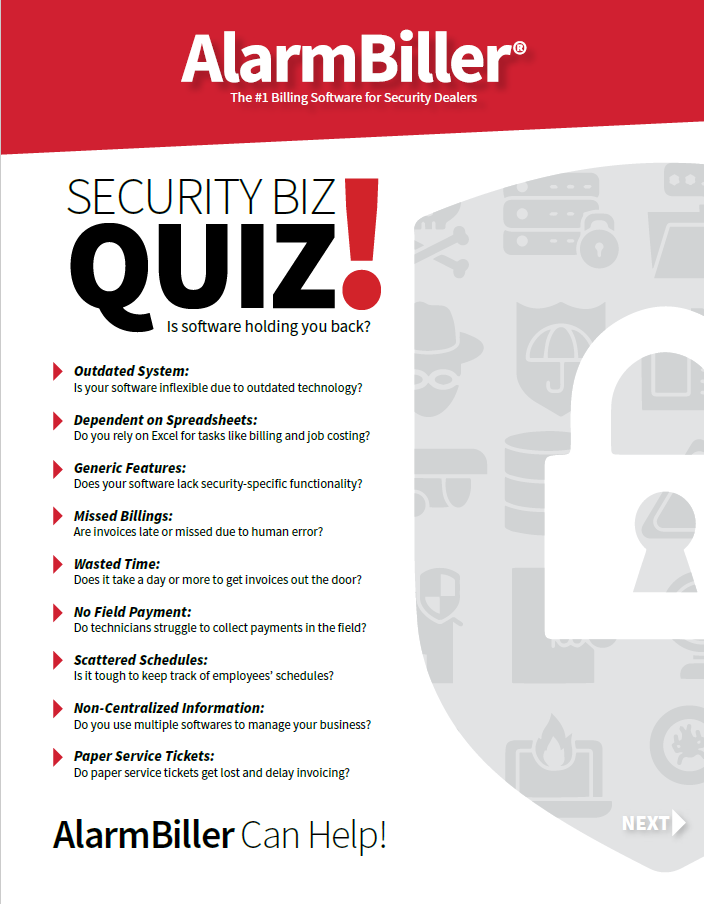 AlarmBiller®
The #1 Billing Software for Security Dealers
SECURITY BIZ
QUIZ!
Is software holding you back?
Outdated System:
Is your software inflexible due to outdated technology?
Dependent on Spreadsheets:
Do you rely on Excel for tasks like billing and job costing?
Generic Features:
Does your software lack security-specific functionality?
Missed Billings:
Are invoices late or missed due to human error?
Wasted Time:
Does it take a day or more to get invoices out the door?
No Field Payment:
Do technicians struggle to collect payments in the field?
Scattered Schedules:
Is it tough to keep track of employees' schedules?
Non-Centralized Information:
Do you use multiple softwares to manage your business?
Paper Service Tickets:
Do paper service tickets get lost and delay invoicing?
AlarmBiller Can Help!
NEXT